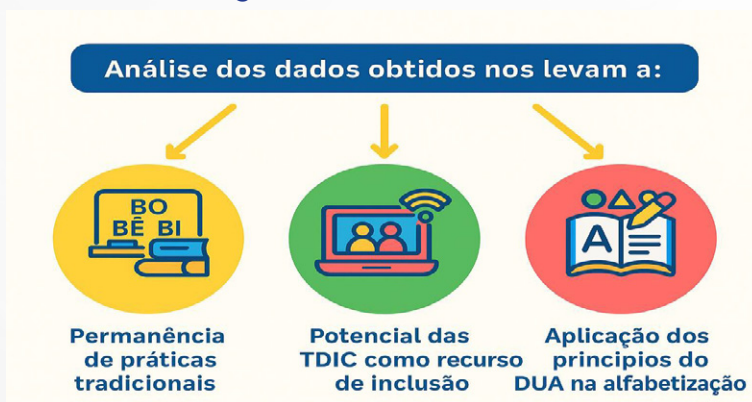 Análise dos dados obtidos nos levam a:
BO
BÊ BI
A
Permanência
de práticas
tradicionais
Potencial das
TDIC como recurso
de inclusão
Aplicação dos
principios do
DUA na alfabetização